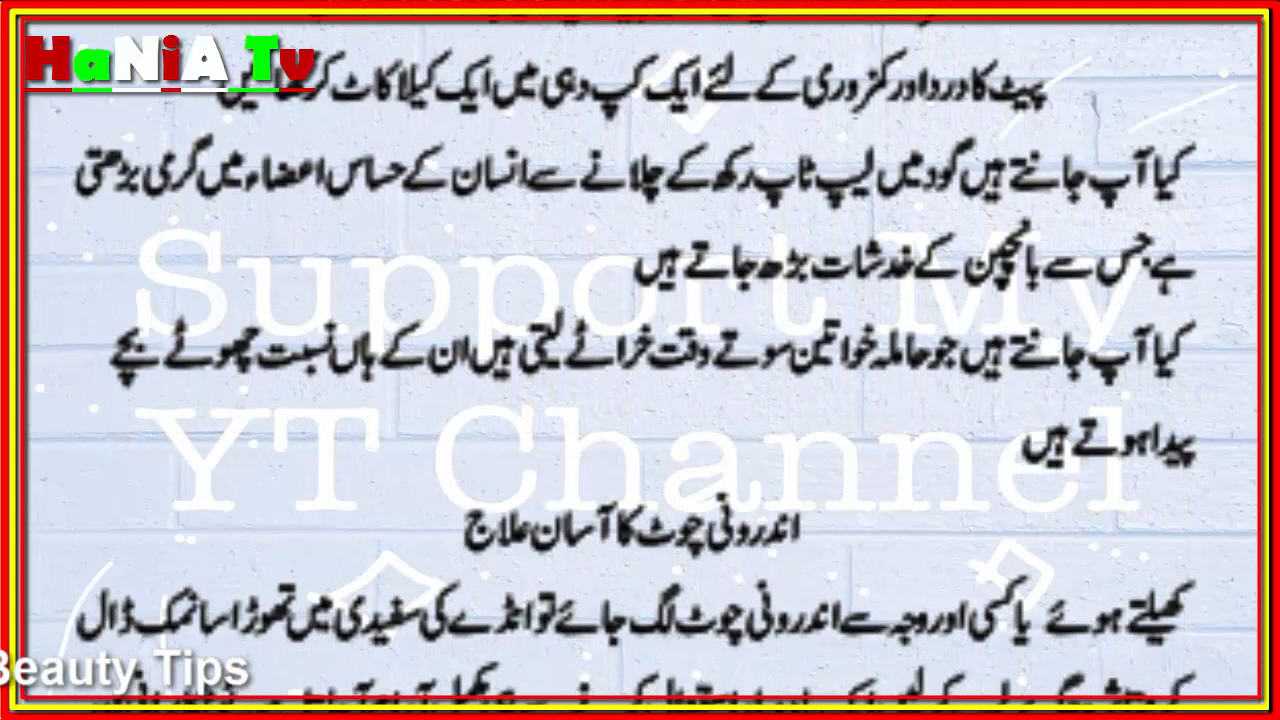 HaNiA Tv
پیٹ کا درد اور کمزوری کے لئے ایک کپ دہی میں ایک کیلا کاٹ کر
کیا آپ جانتے ہیں گود میں لیپ ٹاپ رکھ کے چلانے سے انسان کے حساس اعضاء میں گرمی بڑھتی
ہے جس سے بانجھپن کے خدشات بڑھ جاتے ہیں
Support My
کیا آپ جانتے ہیں جو حاملہ خواتین سوتے وقت خراٹے لیتی ہیں ان کے ہاں نسبت چھوٹے بچے
YT Channel
پیدا ہوتے ہیں
اندرونی چوٹ کا آسان علاج
کھیلتے ہوئے یا کسی اور وجہ سے اندرونی چوٹ لگ جائے تو انڈے کی سفیدی میں تھوڑا سا نمک ڈال
Beauty Tips